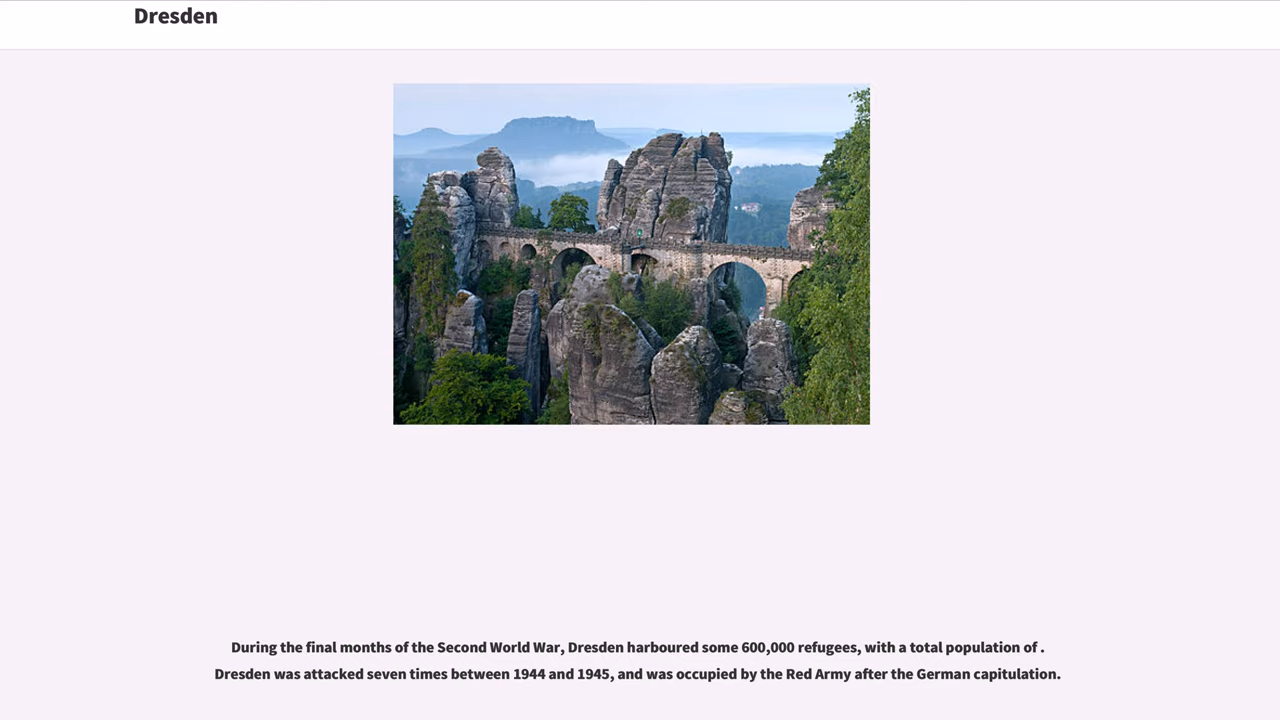 Dresden
During the final months of the Second World War, Dresden harboured some 600,000 refugees, with a total population of .
Dresden was attacked seven times between 1944 and 1945, and was occupied by the Red Army after the German capitulation.